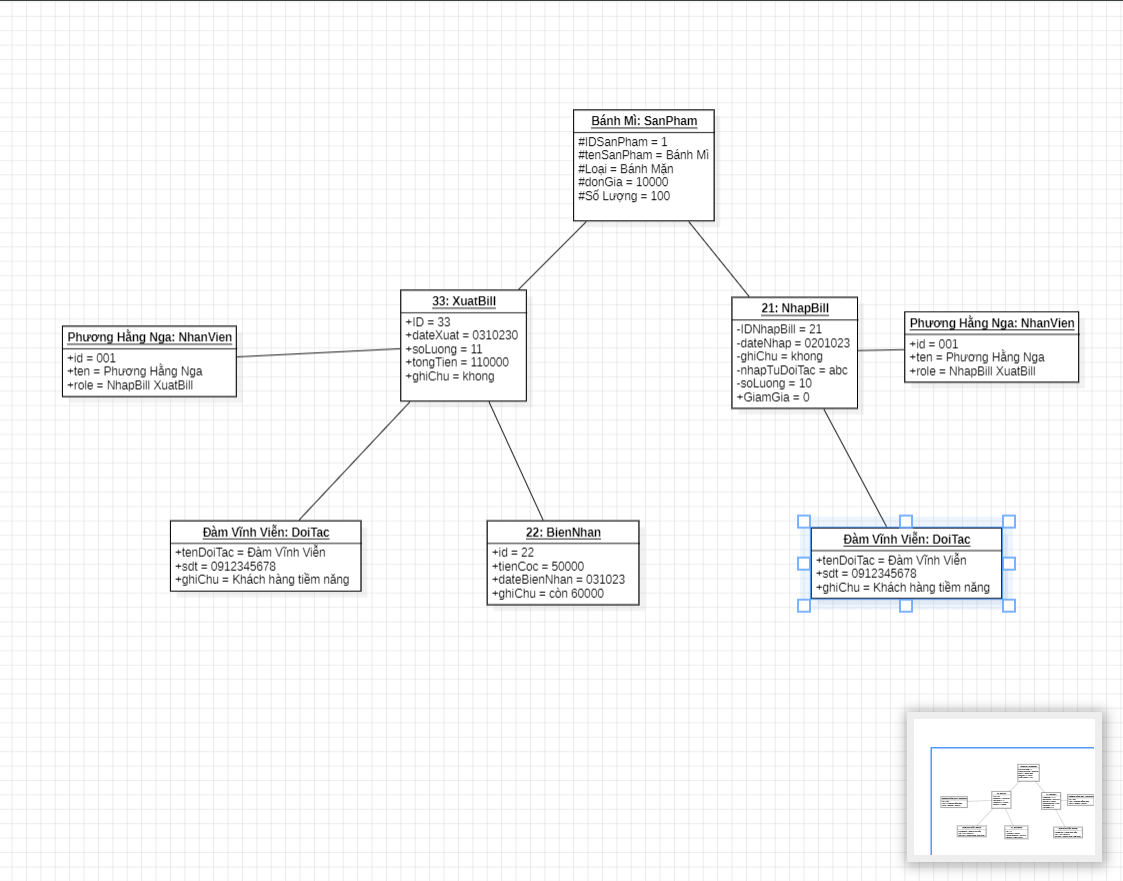 Bánh Mì: SanPham
#IDSanPham = 1
#tenSanPham = Bánh Mì
#Loại = Bánh Mặn
#donGia = 10000
#Số Lượng = 100
33: XuatBill
+ID = 33
+dateXuat = 0310230
+soLuong = 11
+tongTien = 110000
+ghiChu = khong
21: NhapBill
-IDNhapBill = 21
-dateNhap = 0201023
-ghiChu = khong
-nhapTuDoiTac = abc
-soLuong = 10
+GiamGia = 0
Phương Hằng Nga: NhanVien
+id = 001
+ten = Phương Hằng Nga
+role = NhapBill XuatBill
Phương Hằng Nga: NhanVien
+id = 001
+ten = Phương Hằng Nga
+role = NhapBill XuatBill
Đàm Vĩnh Viễn: DoiTac
+tenDoiTac = Đàm Vĩnh Viễn
+sdt = 0912345678
+ghiChu = Khách hàng tiềm năng
22: BienNhan
+id = 22
+tienCoc = 50000
+dateBienNhan = 031023
+ghiChu = còn 60000
Đàm Vĩnh Viễn: DoiTac
+tenDoiTac = Đàm Vĩnh Viễn
+sdt = 0912345678
+ghiChu = Khách hàng tiềm năng